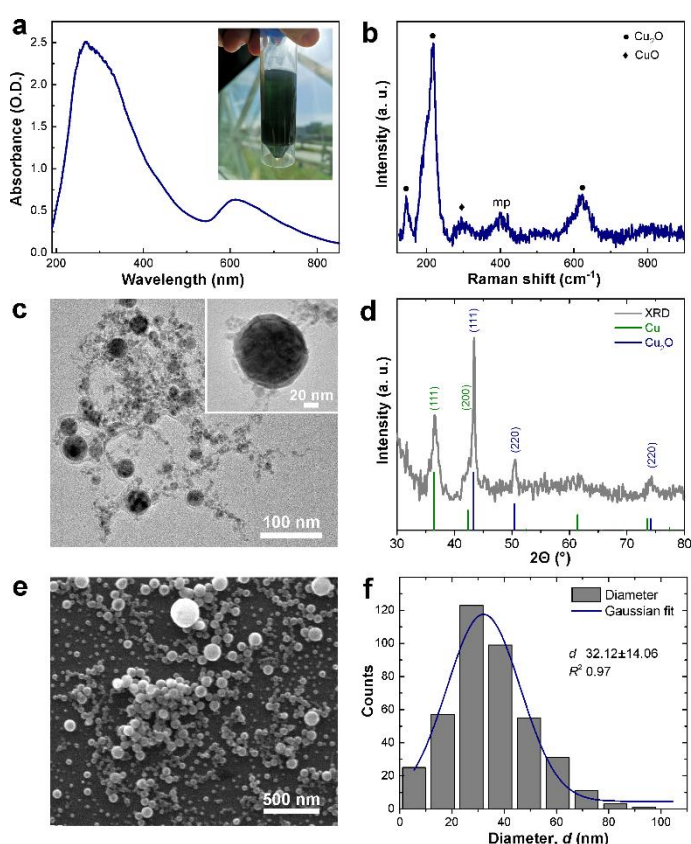 a
Absorbance (O.D.)
2.5
2.0
1.5
1.0
0.5
0.0
200
400
600
800
Wavelength (nm)
b
Intensity (a. u.)
● Cu₂O
♦ CuO
mp
200
400
600
800
Raman shift (cm⁻¹)
c
20 nm
100 nm
d
Intensity (a. u.)
(111)
(200)
(111)
(220)
(220)
XRD
Cu
Cu₂O
30
40
50
60
70
80
2Θ (°)
e
500 nm
f
Counts
120
100
80
60
40
20
0
Diameter
Gaussian fit
d 32.12±14.06
R² 0.97
0
20
40
60
80
100
Diameter, d (nm)